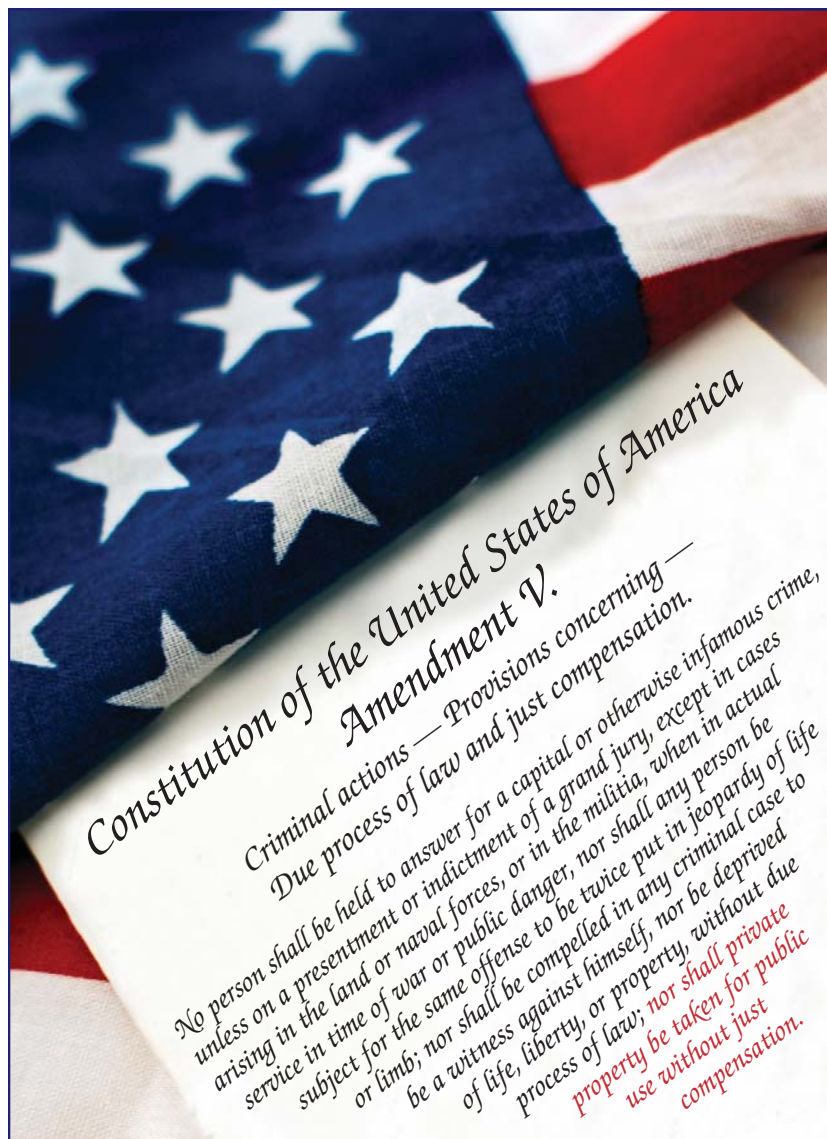 Constitution of the United States of America
Amendment V.
Criminal actions — Provisions concerning —
Due process of law and just compensation.
No person shall be held to answer for a capital or otherwise infamous crime,
unless on a presentment or indictment of a grand jury, except in cases
arising in the land or naval forces, or in the militia, when in actual
service in time of war or public danger, nor shall any person be
subject for the same offense to be twice put in jeopardy of life
or limb; nor shall be compelled in any criminal case to
be a witness against himself, nor be deprived
of life, liberty, or property, without due
process of law; nor shall private
property be taken for public
use without just
compensation.